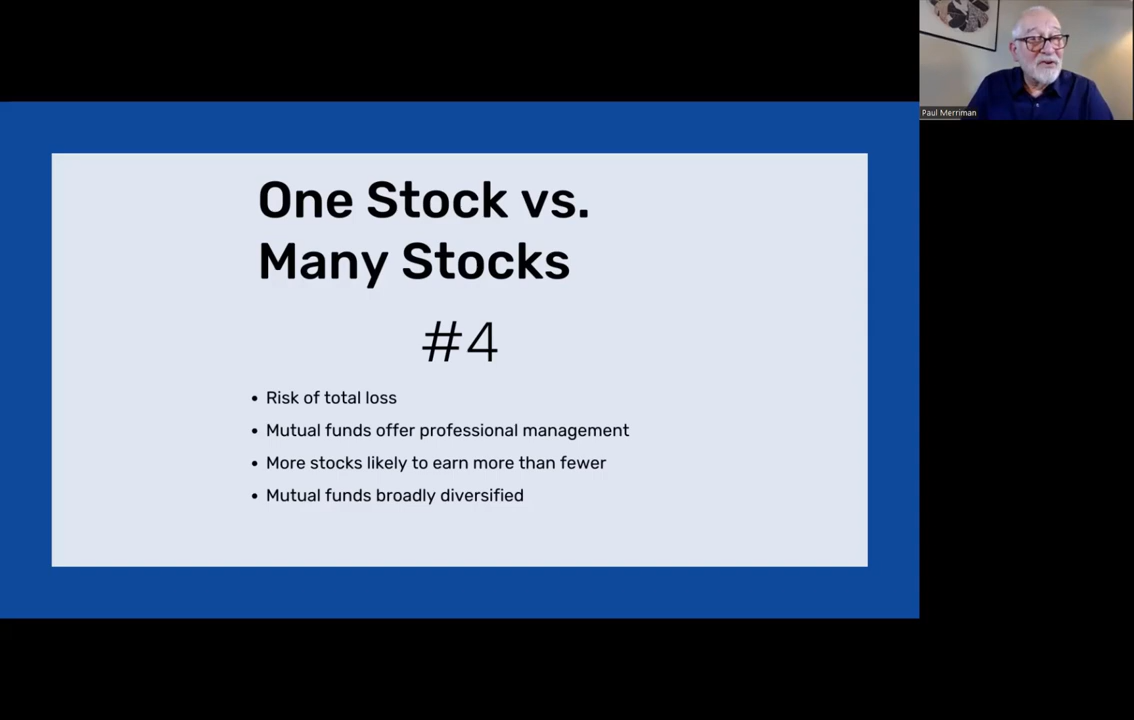 One Stock vs.
Many Stocks
#4
• Risk of total loss
• Mutual funds offer professional management
• More stocks likely to earn more than fewer
• Mutual funds broadly diversified
Paul Merriman